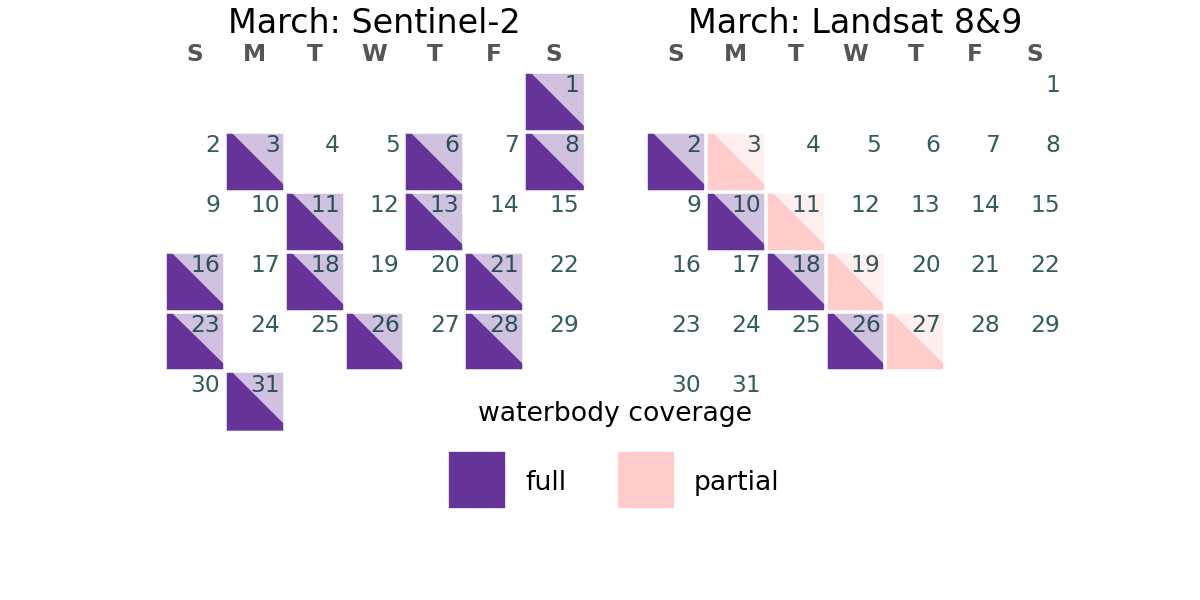 March: Sentinel-2
S M T W T F S
1
2 3 4 5 6 7 8
9 10 11 12 13 14 15
16 17 18 19 20 21 22
23 24 25 26 27 28 29
30 31
March: Landsat 8&9
S M T W T F S
1
2 3 4 5 6 7 8
9 10 11 12 13 14 15
16 17 18 19 20 21 22
23 24 25 26 27 28 29
30 31
waterbody coverage
full
partial